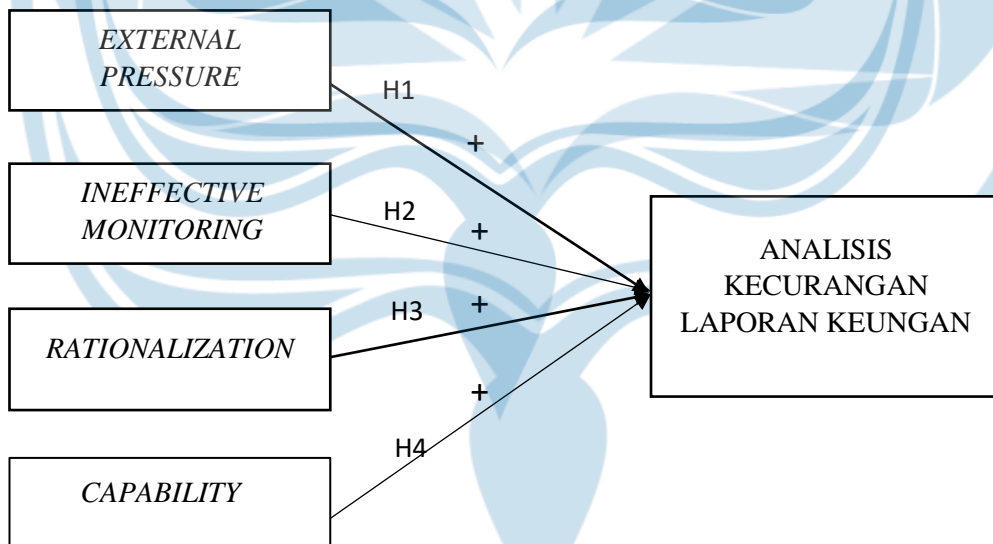 EXTERNAL
PRESSURE
H1
+
INEFFECTIVE
MONITORING
H2
+
ANALISIS
KECURANGAN
LAPORAN KEUNGAN
RATIONALIZATION
H3
+
+
H4
CAPABILITY